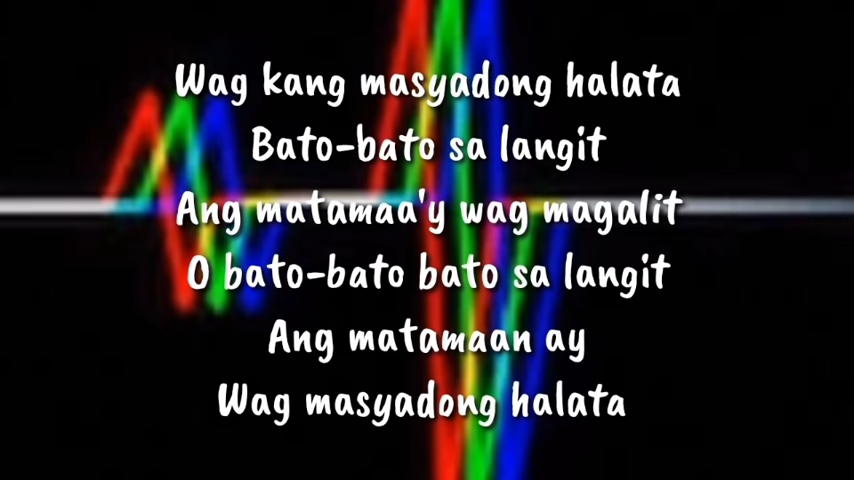 Wag kang masyadong halata
Bato-bato sa langit
Ang matamaa'y wag magalit
O bato-bato bato sa langit
Ang matamaan ay
Wag masyadong halata